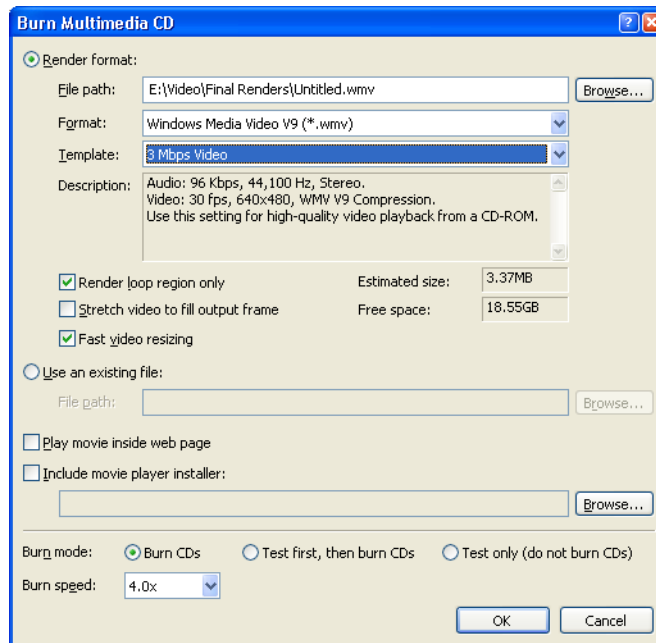 Burn Multimedia CD
Render format:
File path: E:\Video\Final Renders\Untitled.wmv Browse...
Format: Windows Media Video V9 (*.wmv)
Template: 3 Mbps Video
Description: Audio: 96 Kbps, 44,100 Hz, Stereo.
Video: 30 fps, 640x480, WMV V9 Compression.
Use this setting for high-quality video playback from a CD-ROM.
Render loop region only Estimated size: 3.37MB
Stretch video to fill output frame Free space: 18.55GB
Fast video resizing
Use an existing file:
File path: Browse...
Play movie inside web page
Include movie player installer:
Browse...
Burn mode: Burn CDs Test first, then burn CDs Test only (do not burn CDs)
Burn speed: 4.0x
OK Cancel